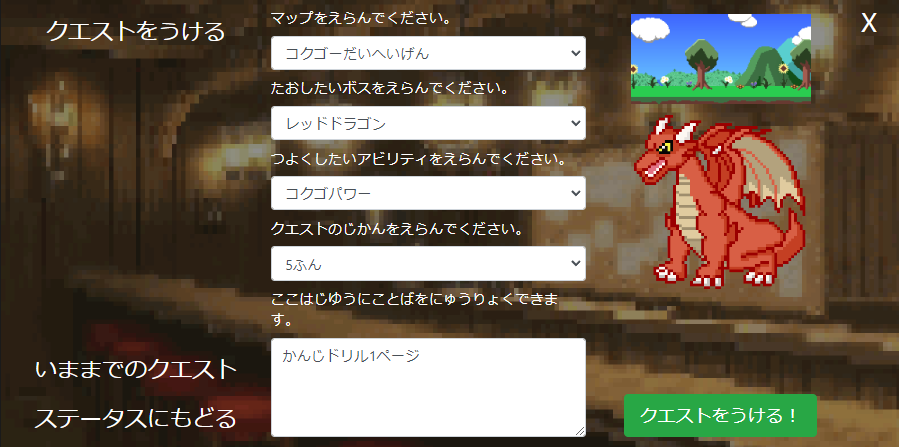 クエストをうける
マップをえらんでください。
コクゴーだいへいげん
たおしたいボスをえらんでください。
レッドドラゴン
つよくしたいアビリティをえらんでください。
コクゴパワー
クエストのじかんをえらんでください。
5ふん
ここはじゆうにことばをにゅうりょくできま
す。
かんじドリル1ページ
いままでのクエスト
ステータスにもどる
X
クエストをうける！